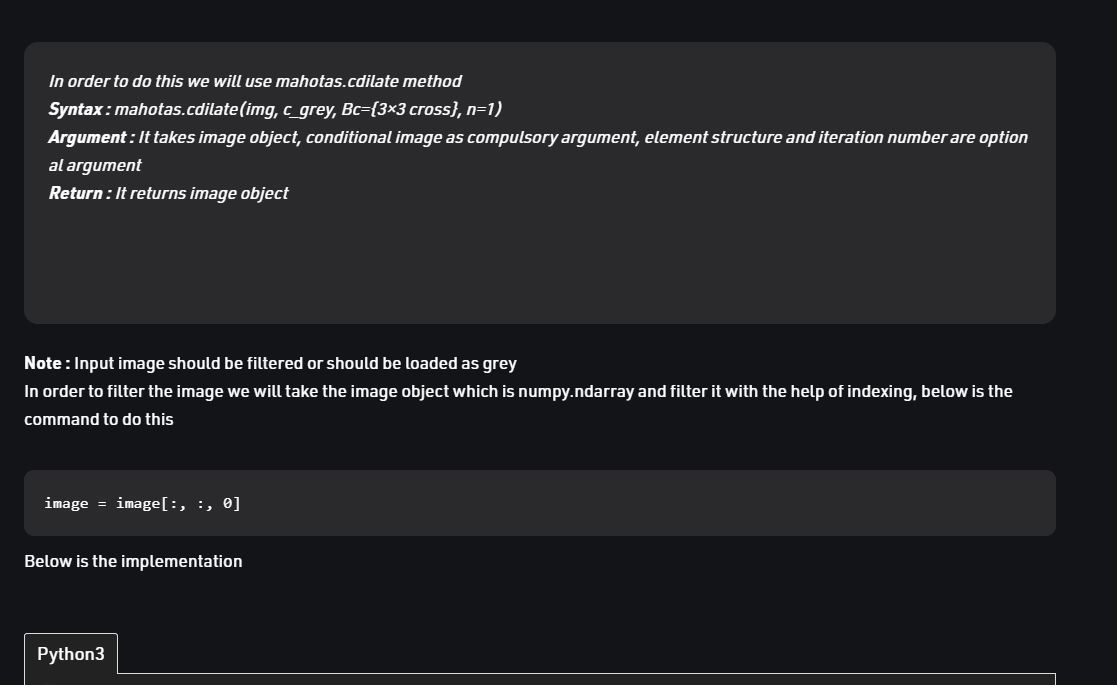 In order to do this we will use mahotas.cdilate method
Syntax : mahotas.cdilate(img, c_grey, Bc={3×3 cross}, n=1)
Argument : It takes image object, conditional image as compulsory argument, element structure and iteration number are option
al argument
Return : It returns image object
Note : Input image should be filtered or should be loaded as grey
In order to filter the image we will take the image object which is numpy.ndarray and filter it with the help of indexing, below is the
command to do this
image = image[:, :, 0]
Below is the implementation
Python3